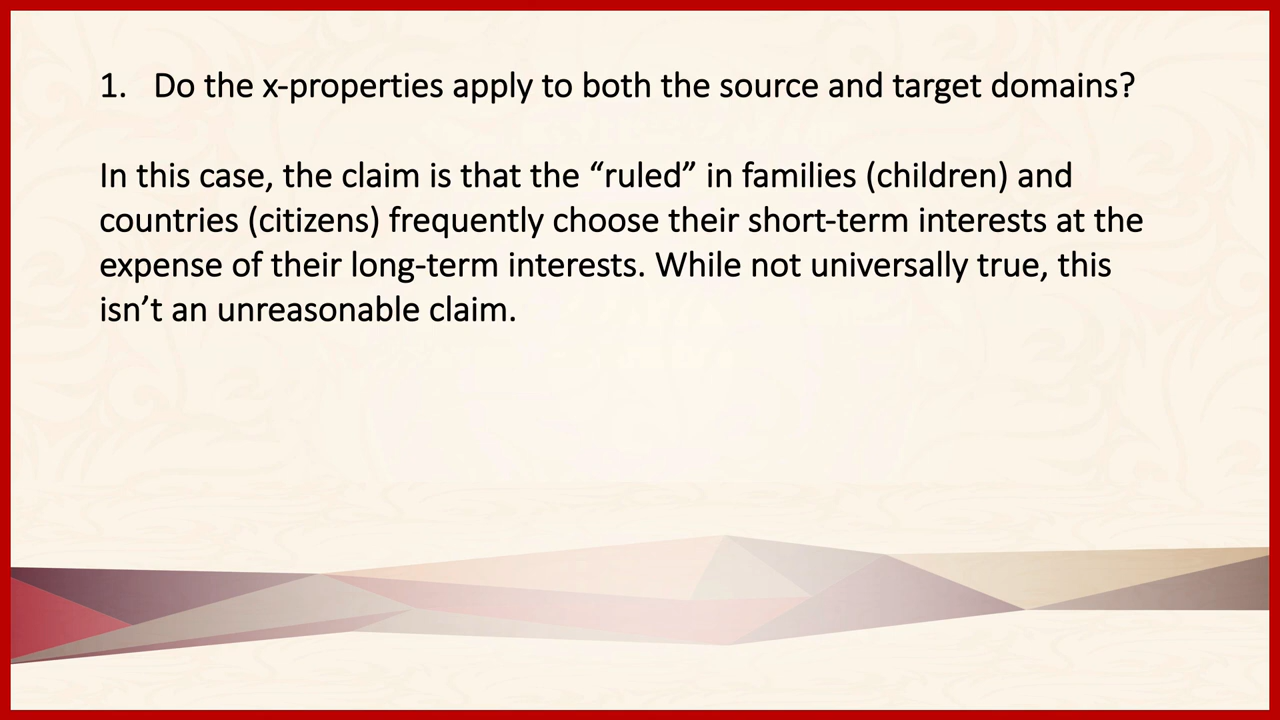 1. Do the x-properties apply to both the source and target domains?
In this case, the claim is that the “ruled” in families (children) and
countries (citizens) frequently choose their short-term interests at the
expense of their long-term interests. While not universally true, this
isn’t an unreasonable claim.